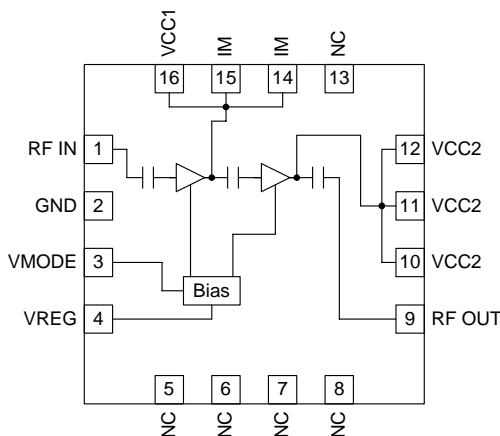 VCC1
IM
IM
NC
16
15
14
13
RF IN
1
12
VCC2
GND
2
11
VCC2
VMODE
3
10
VCC2
Bias
VREG
4
9
RF OUT
5
6
7
8
NC
NC
NC
NC